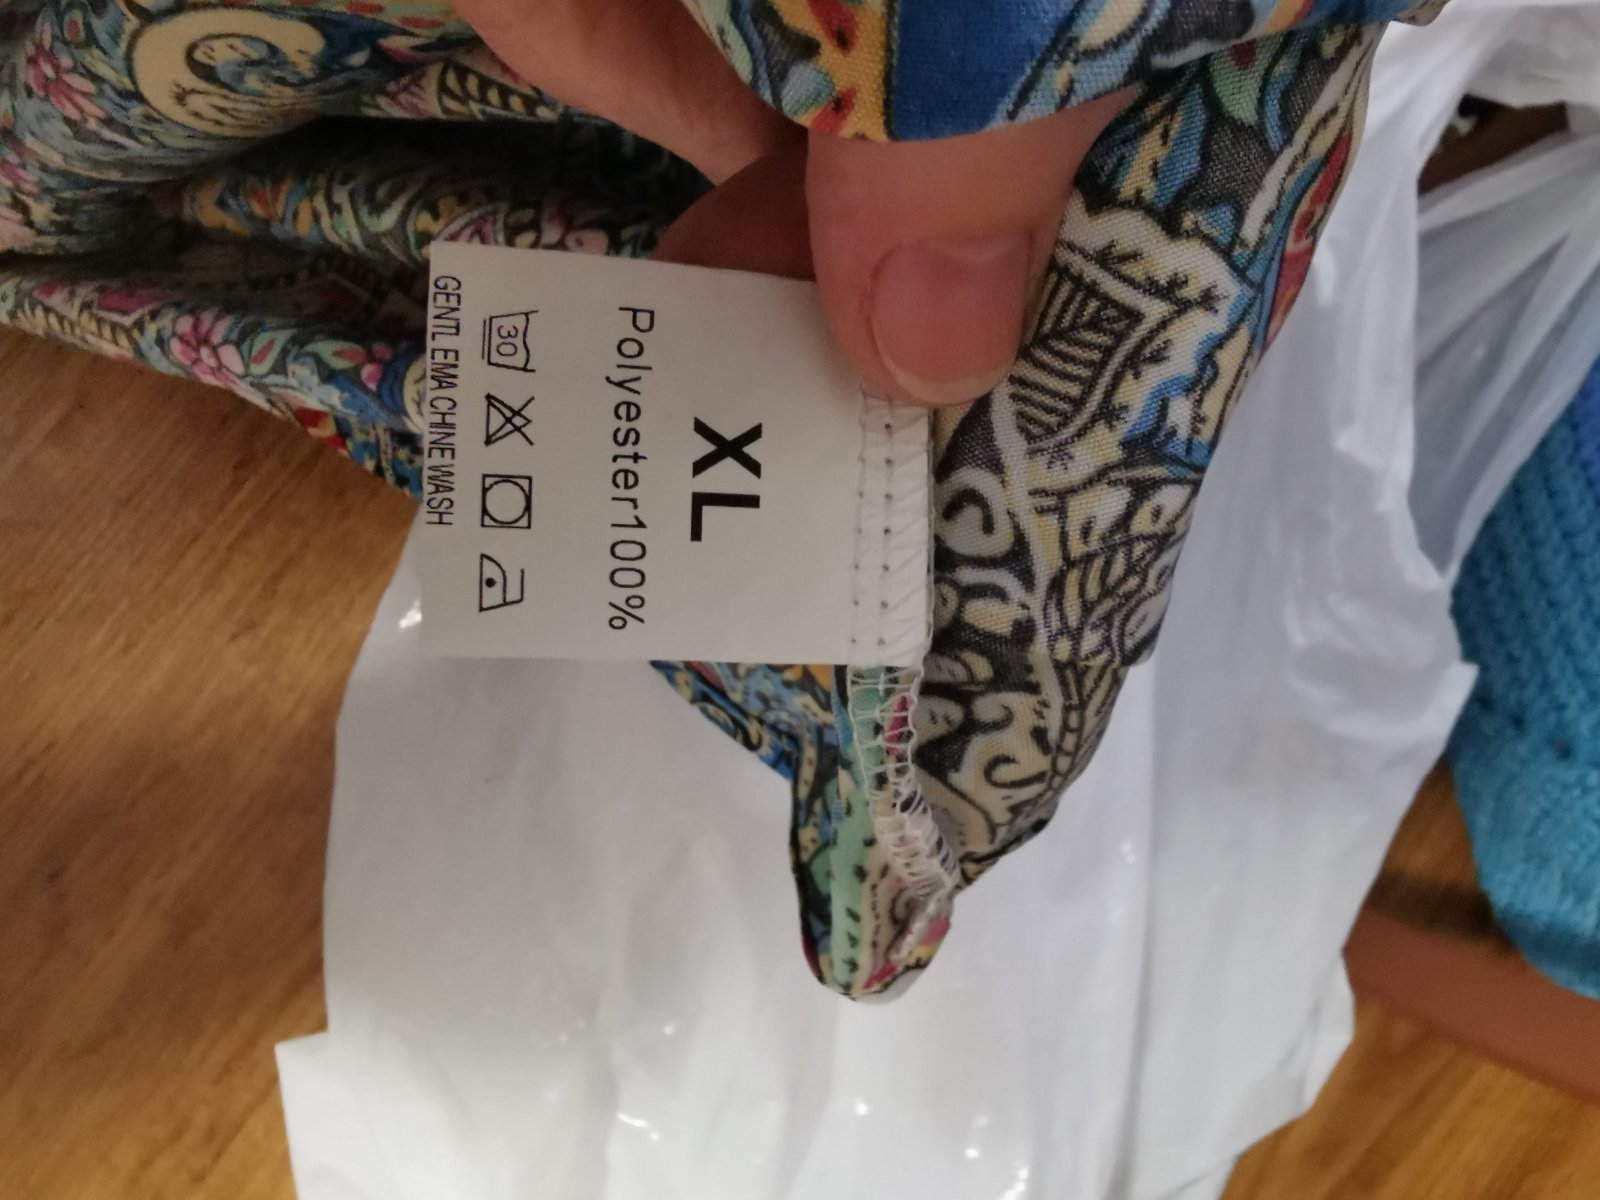 XL
Polyester100%
30
GENTL EMA CHINE WASH